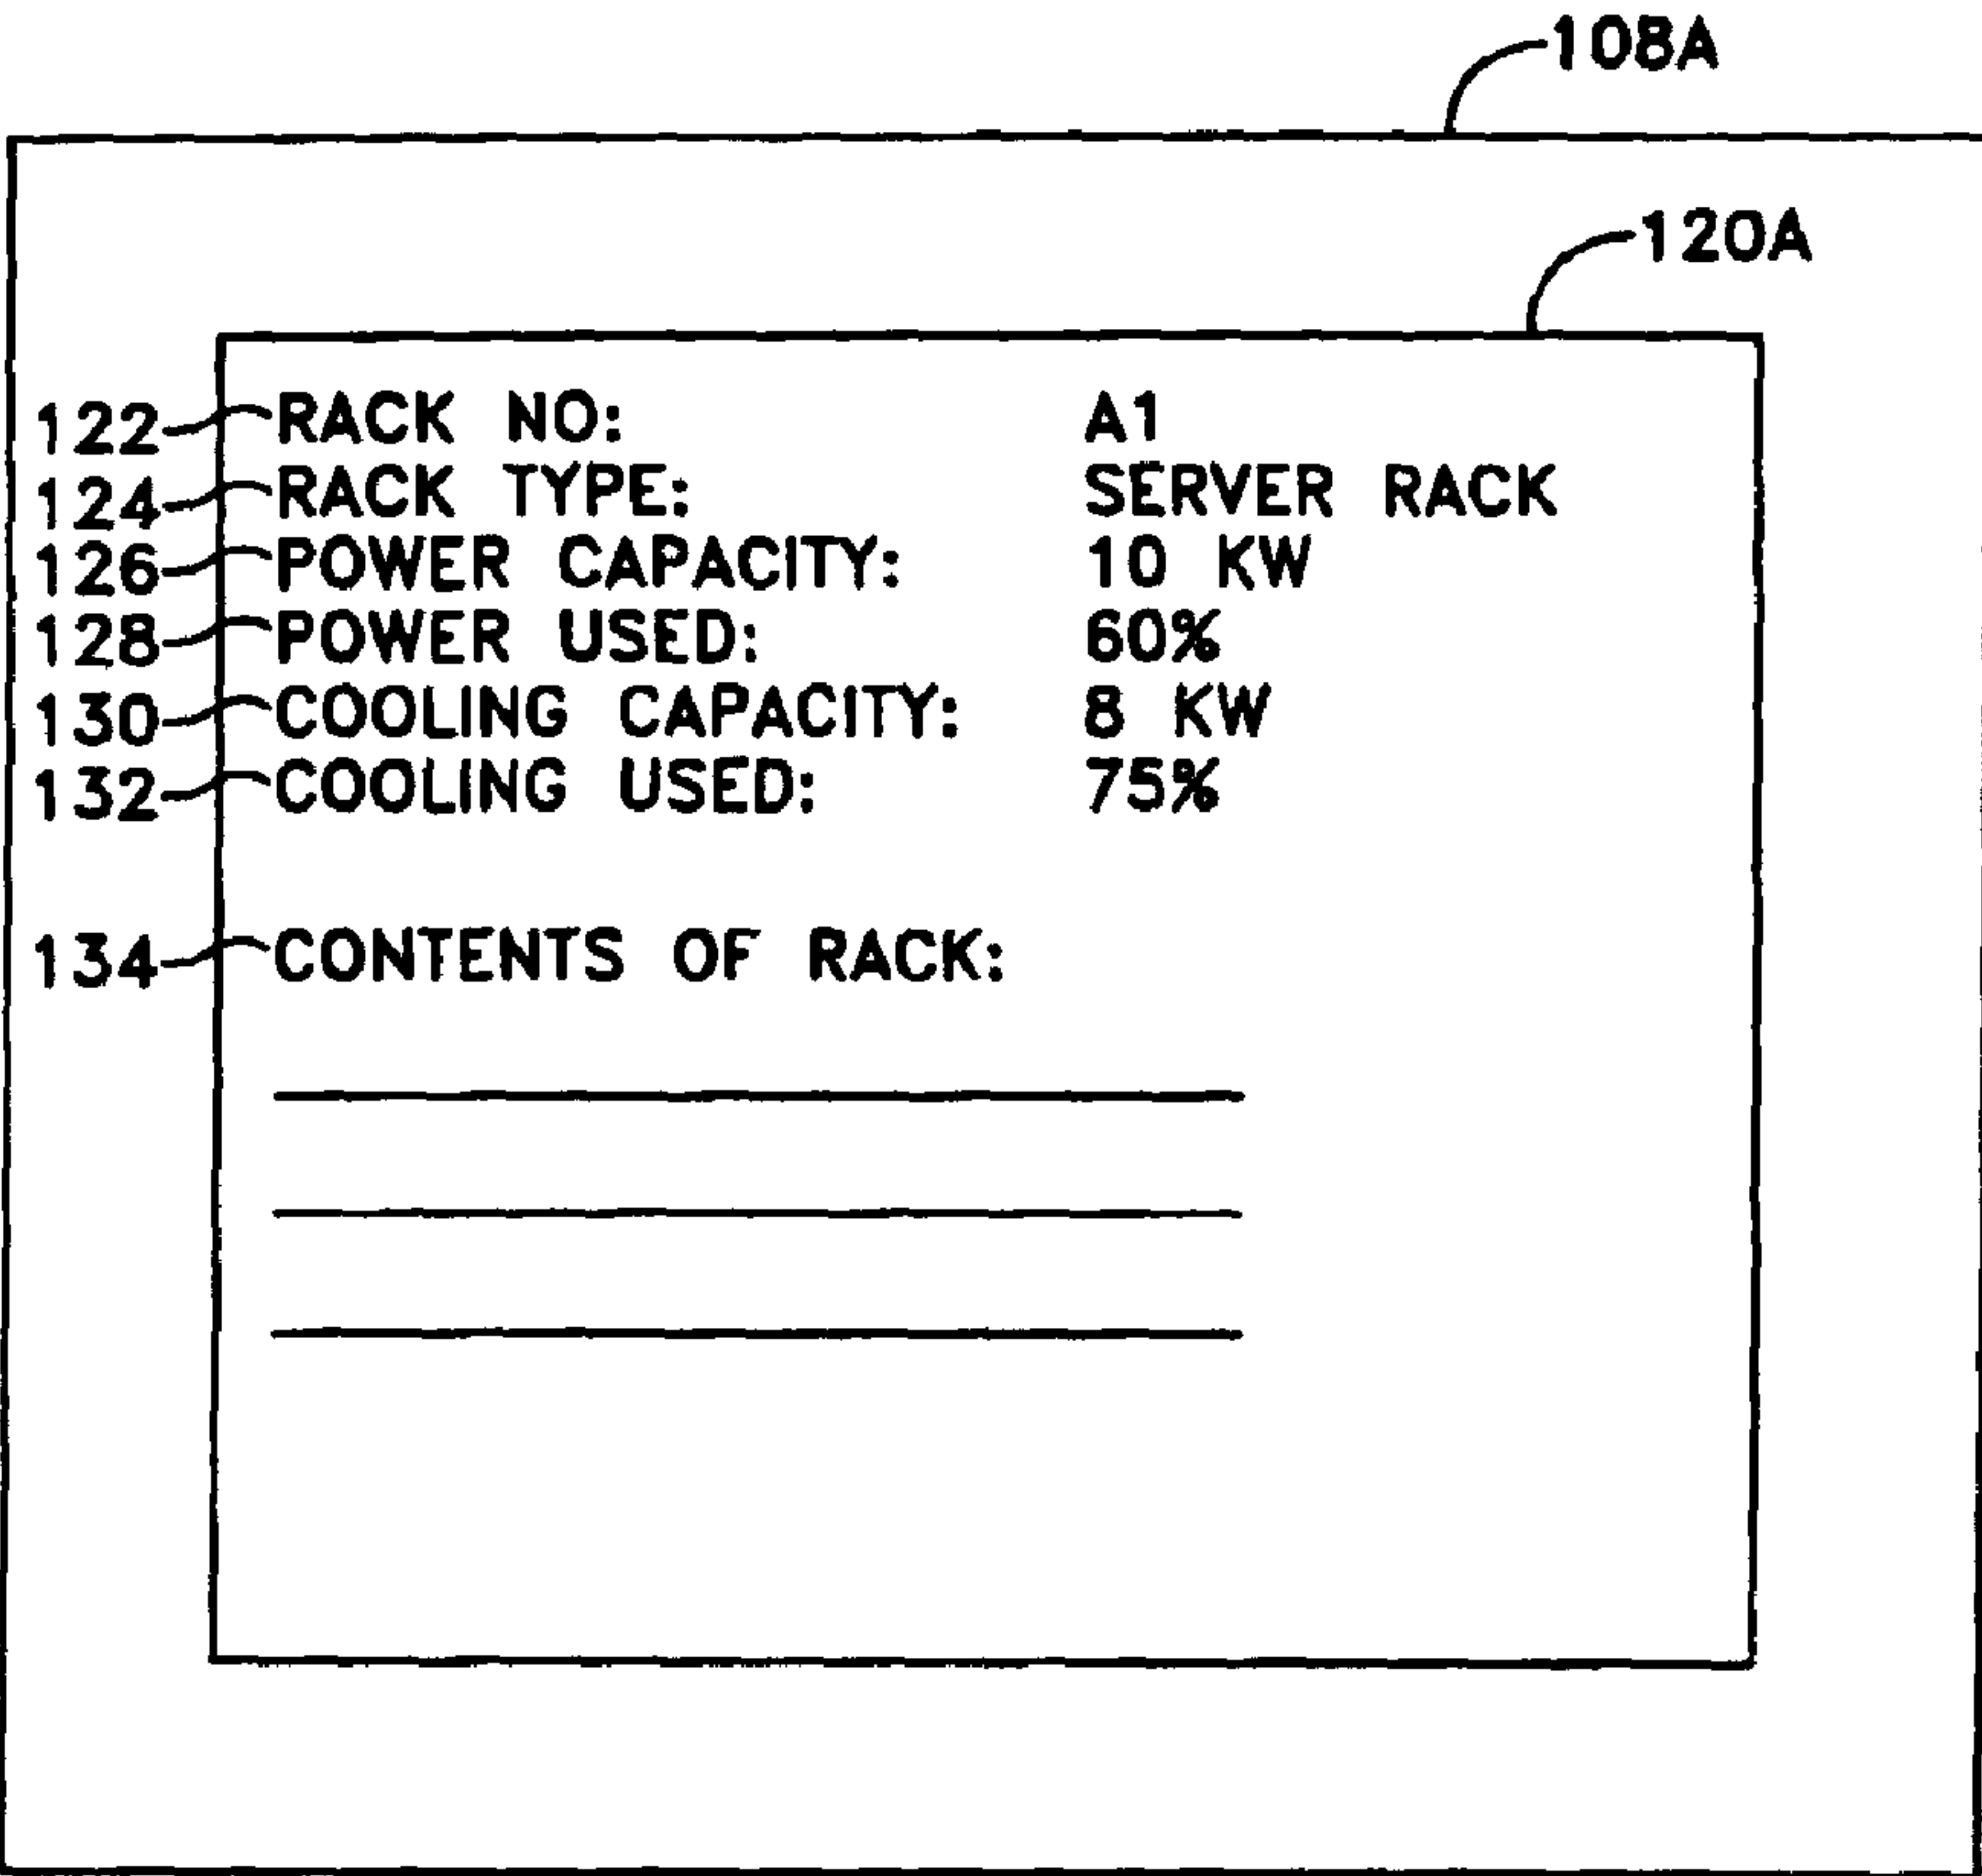 108A
120A
122 RACK NO: A1
124 RACK TYPE: SERVER RACK
126 POWER CAPACITY: 10 KW
128 POWER USED: 60%
130 COOLING CAPACITY: 8 KW
132 COOLING USED: 75%
134 CONTENTS OF RACK: